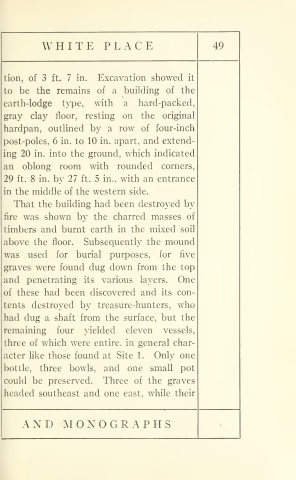 WHITE PLACE 49
tion, of 3 ft. 7 in. Excavation showed it
to be the remains of a building of the
earth-lodge type, with a hard-packed,
gray clay floor, resting on the original
hardpan, outlined by a row of four-inch
post-poles, 6 in. to 10 in. apart, and extend-
ing 20 in. into the ground, which indicated
an oblong room with rounded corners,
29 ft. 8 in. by 27 ft. 5 in., with an entrance
in the middle of the western side.
That the building had been destroyed by
fire was shown by the charred masses of
timbers and burnt earth in the mixed soil
above the floor. Subsequently the mound
was used for burial purposes, for five
graves were found dug down from the top
and penetrating its various layers. One
of these had been discovered and its con-
tents destroyed by treasure-hunters, who
had dug a shaft from the surface, but the
remaining four yielded eleven vessels,
three of which were entire, in general char-
acter like those found at Site 1. Only one
bottle, three bowls, and one small pot
could be preserved. Three of the graves
headed southeast and one east, while their
AND MONOGRAPHS